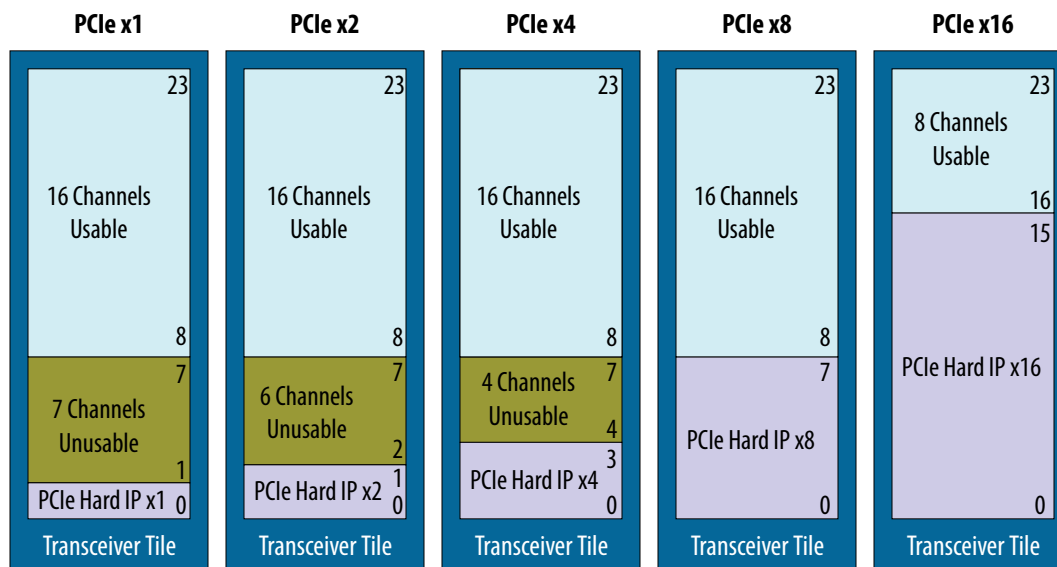 PCIe x1
23
16 Channels
Usable
8
7
7 Channels
Unusable
1
PCIe Hard IP x1
0
Transceiver Tile
PCIe x2
23
16 Channels
Usable
8
7
6 Channels
Unusable
2
1
PCIe Hard IP x2
0
Transceiver Tile
PCIe x4
23
16 Channels
Usable
8
7
4 Channels
Unusable
4
3
PCIe Hard IP x4
0
Transceiver Tile
PCIe x8
23
16 Channels
Usable
8
7
PCIe Hard IP x8
0
Transceiver Tile
PCIe x16
23
8 Channels
Usable
16
15
PCIe Hard IP x16
0
Transceiver Tile